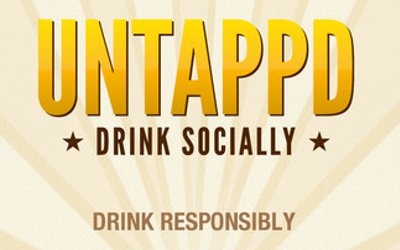 UNTAPPD
★ DRINK SOCIALLY ★
DRINK RESPONSIBLY